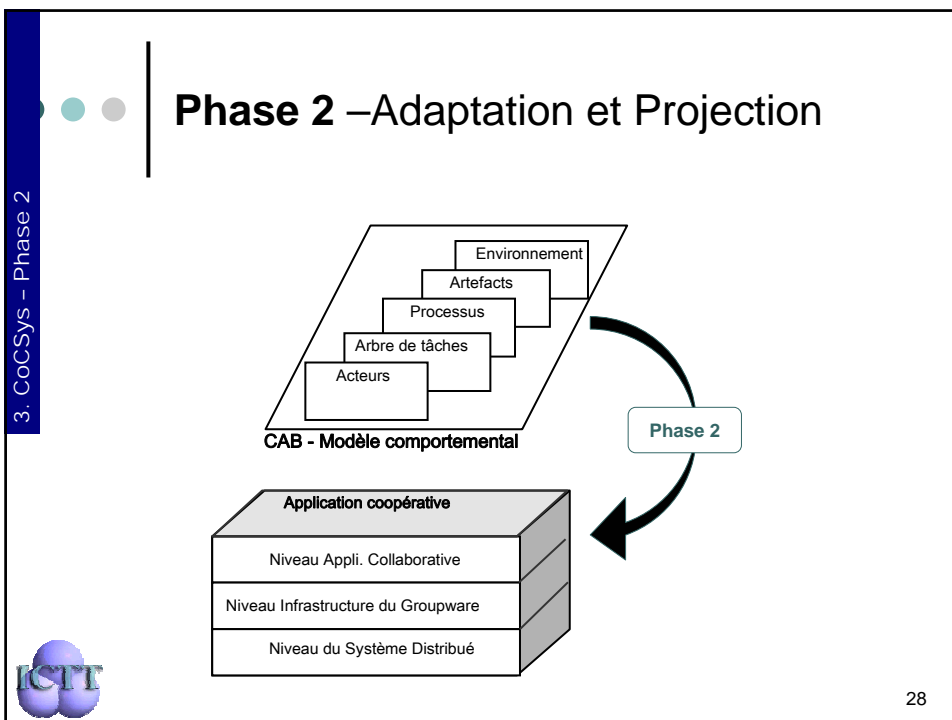 3. CoCSys – Phase 2
Phase 2 –Adaptation et Projection
Environnement
Artefacts
Processus
Arbre de tâches
Acteurs
CAB - Modèle comportemental
Phase 2
Application coopérative
Niveau Appli. Collaborative
Niveau Infrastructure du Groupware
Niveau du Système Distribué
ICTT
28